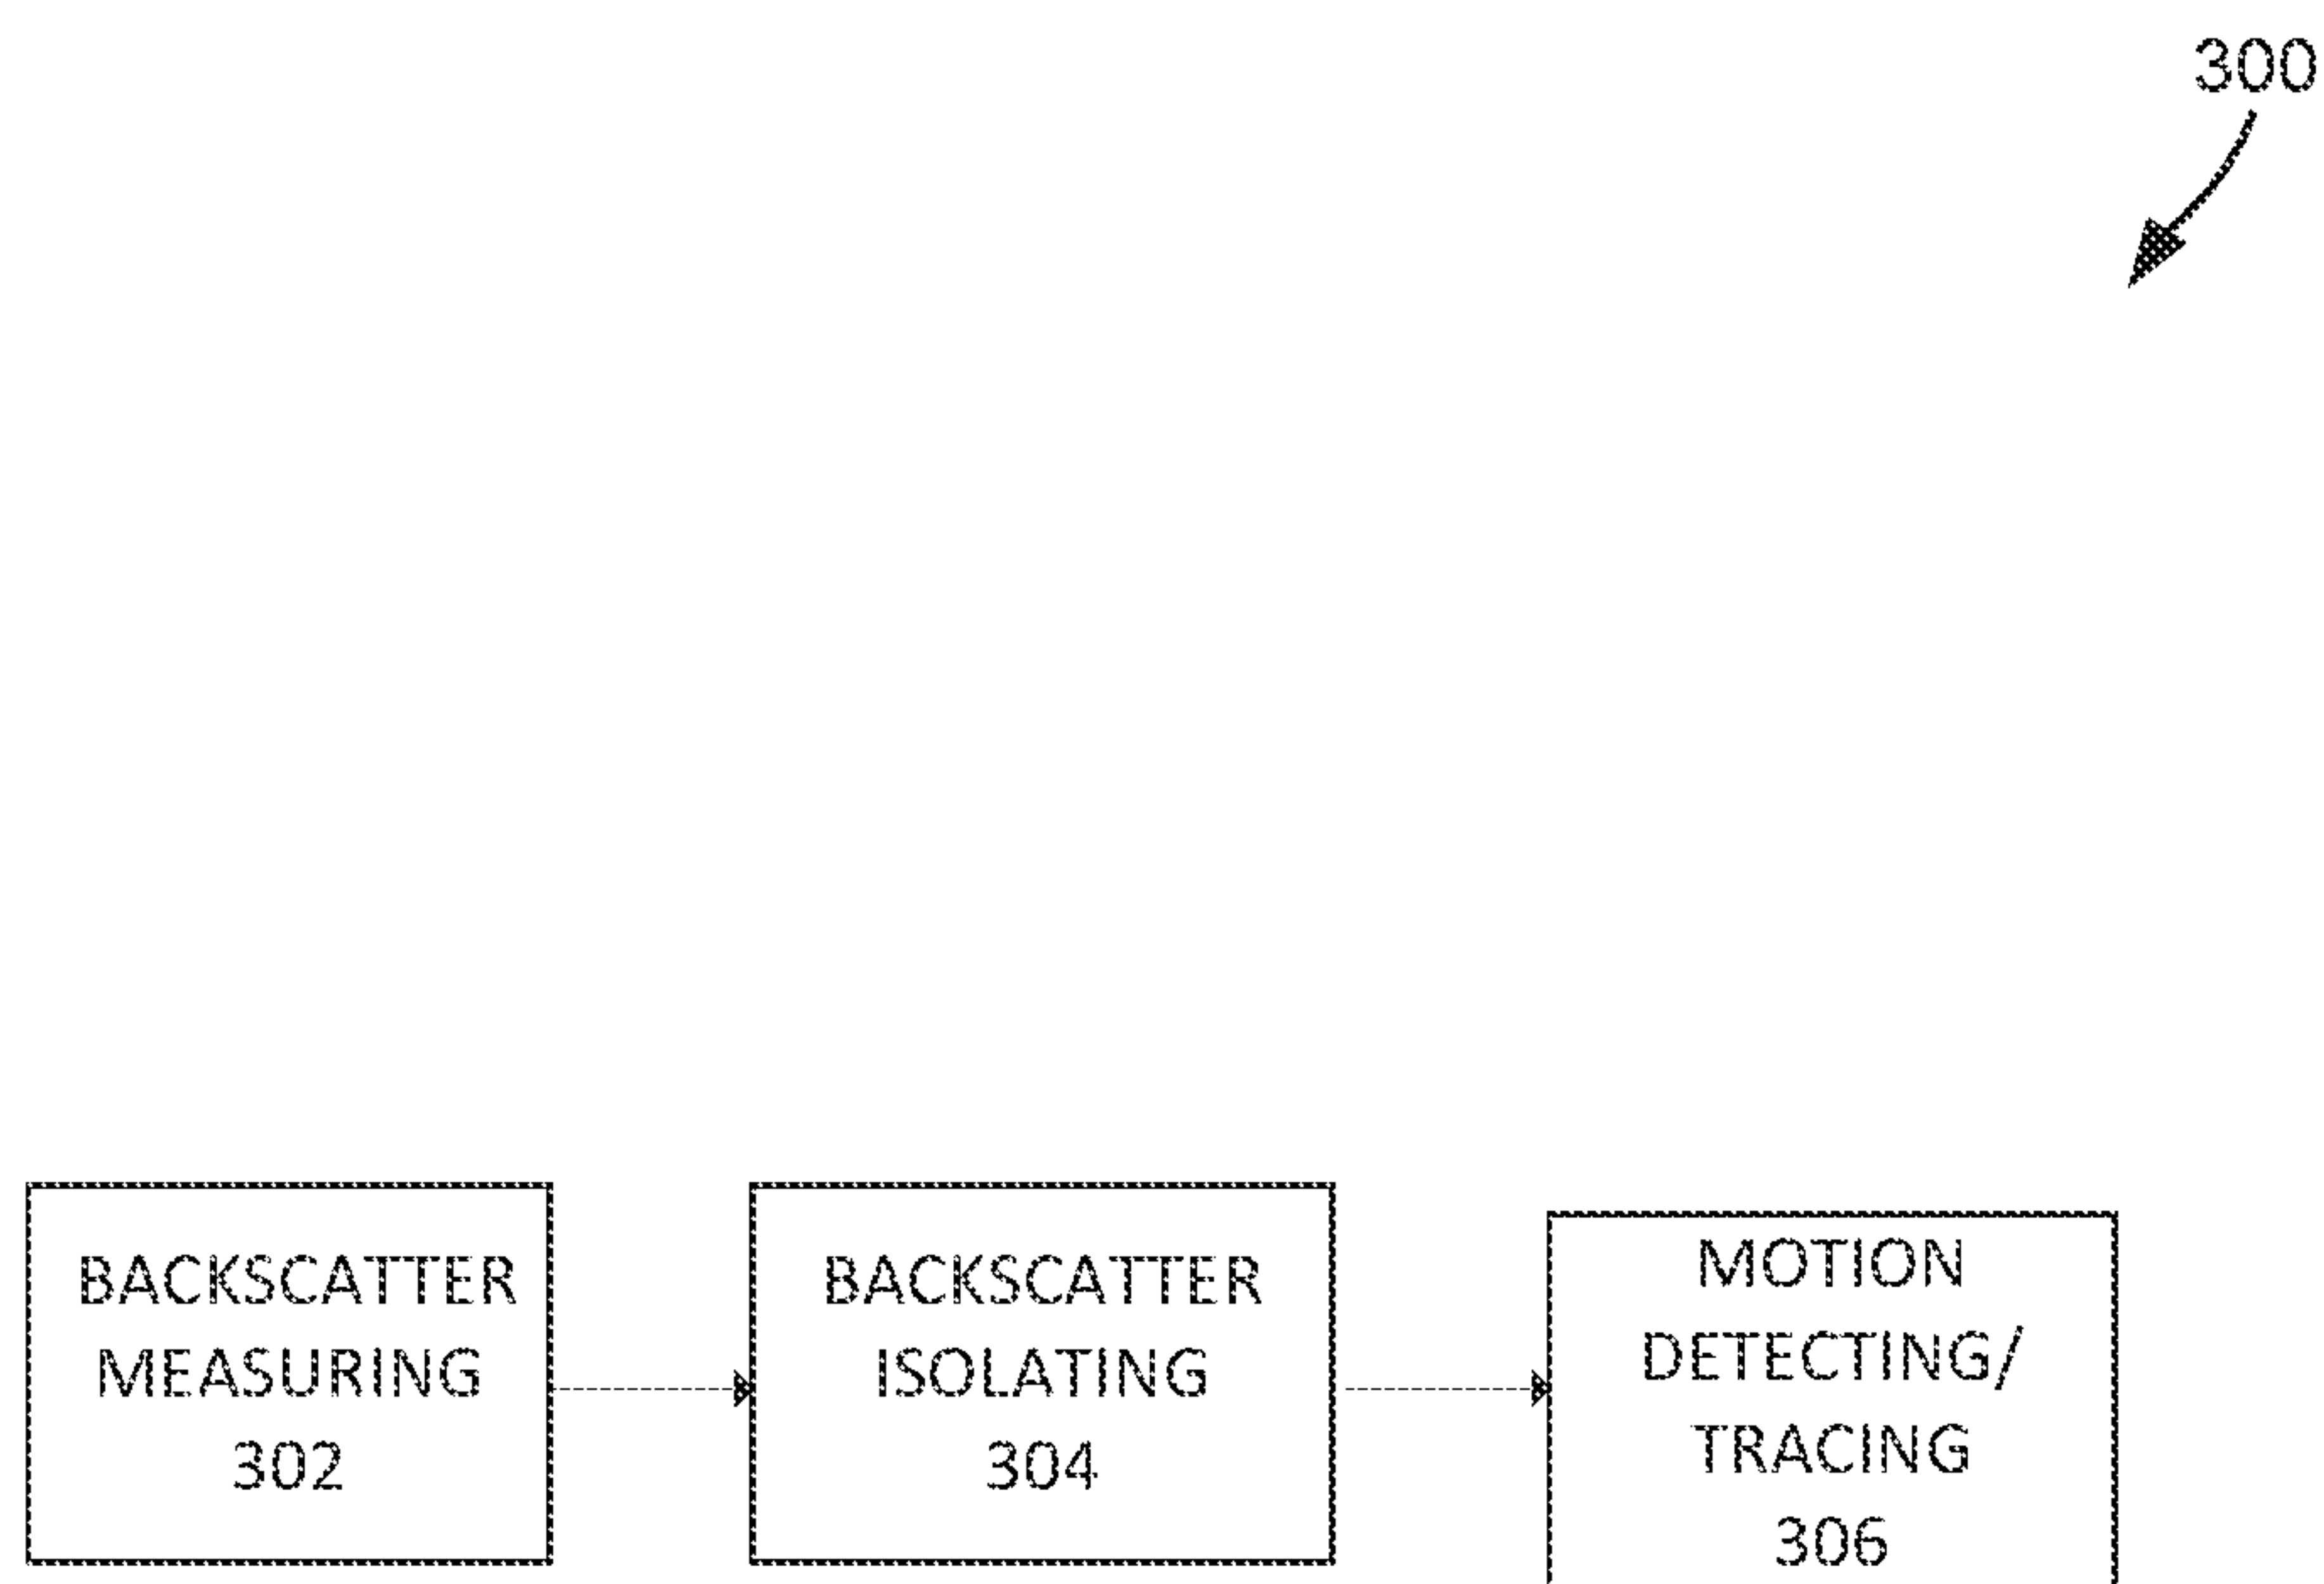 300
BACKSCATTER
MEASURING
302
BACKSCATTER
ISOLATING
304
MOTION
DETECTING/
TRACING
306